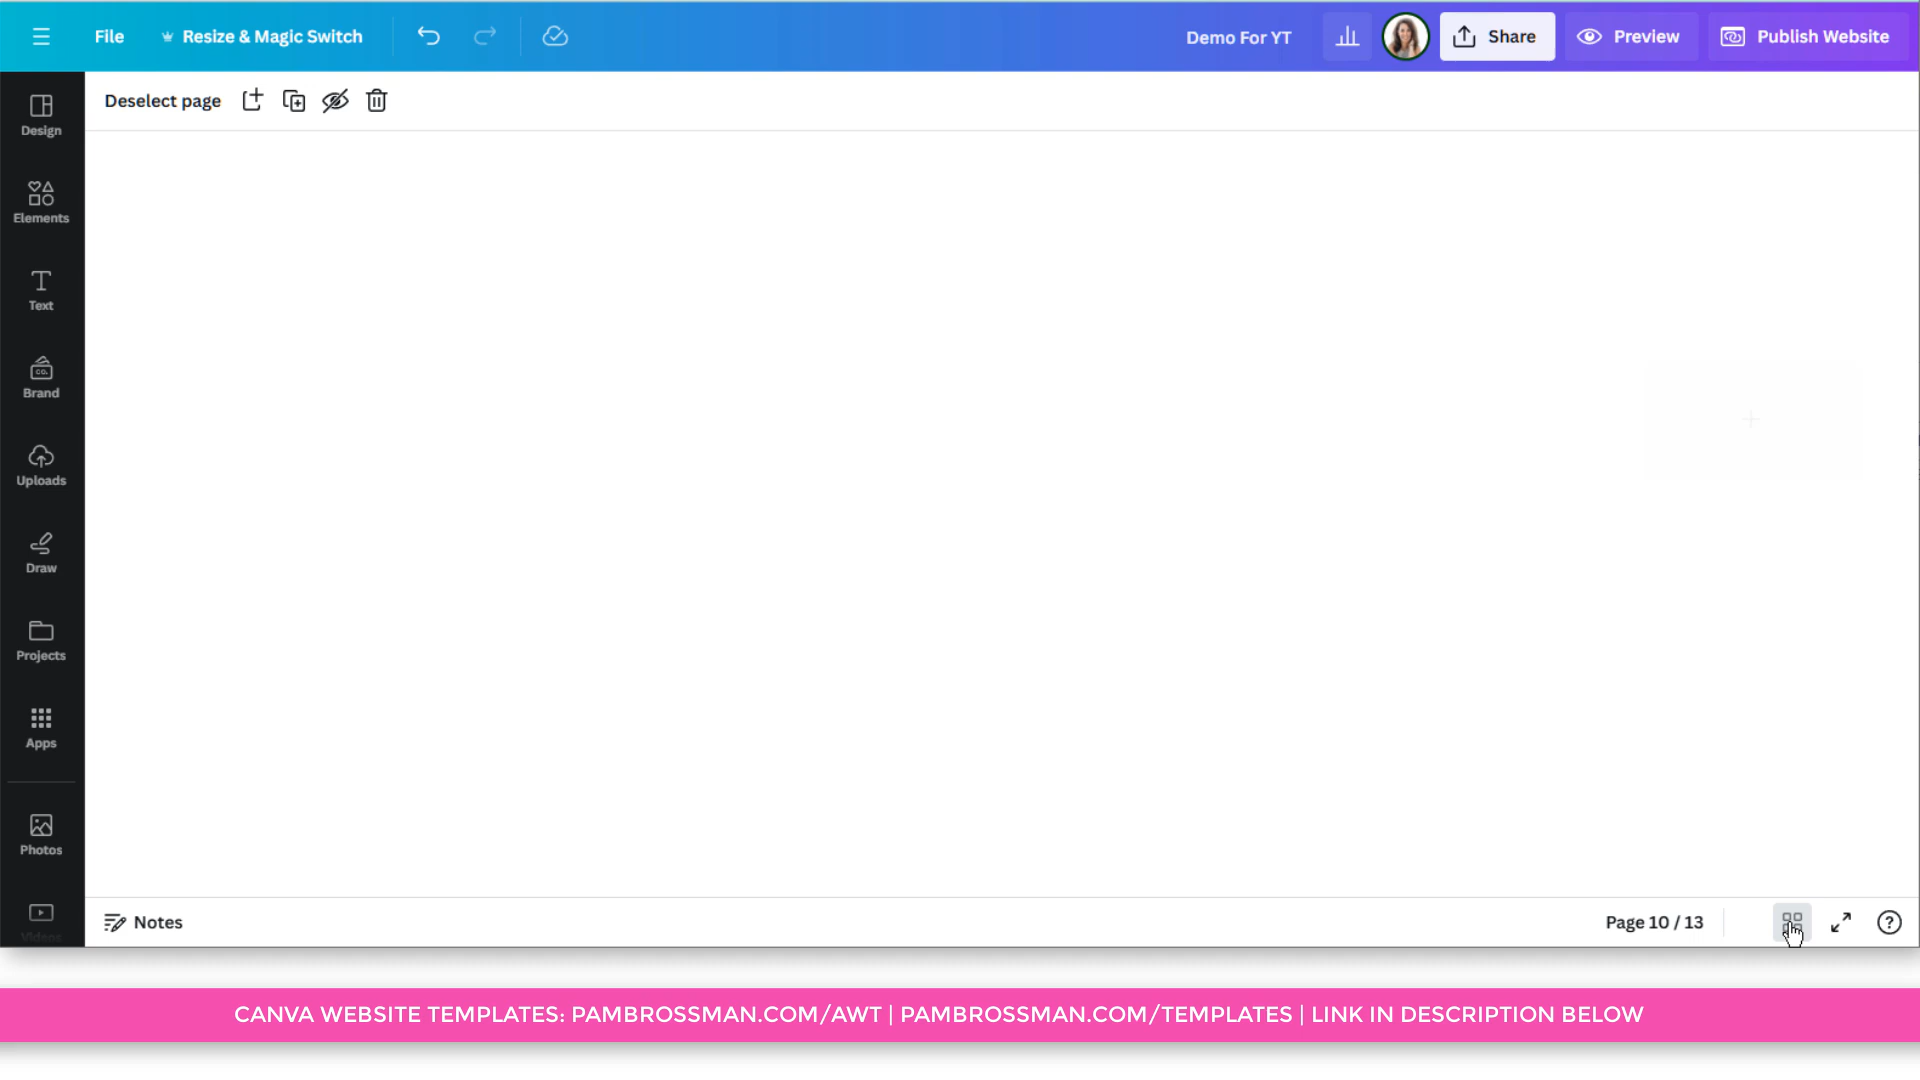 File
Resize & Magic Switch
Demo For YT
Share
Preview
Publish Website
Deselect page
Design
Elements
Text
Brand
CO.
Uploads
Draw
Projects
Apps
Photos
Videos
Notes
Page 10 / 13
CANVA WEBSITE TEMPLATES: PAMBROSSMAN.COM/AWT | PAMBROSSMAN.COM/TEMPLATES | LINK IN DESCRIPTION BELOW